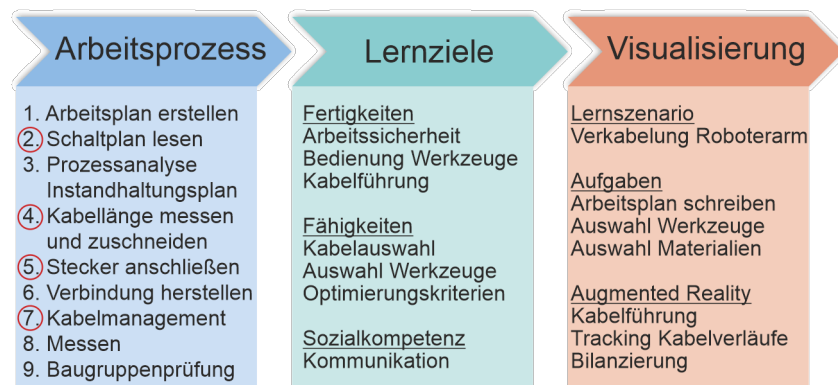 Arbeitsprozess
1. Arbeitsplan erstellen
2. Schaltplan lesen
3. Prozessanalyse
Instandhaltungsplan
4. Kabellänge messen
und zuschneiden
5. Stecker anschließen
6. Verbindung herstellen
7. Kabelmanagement
8. Messen
9. Baugruppenprüfung
Lernziele
Fertigkeiten
Arbeitssicherheit
Bedienung Werkzeuge
Kabelführung
Fähigkeiten
Kabelauswahl
Auswahl Werkzeuge
Optimierungskriterien
Sozialkompetenz
Kommunikation
Visualisierung
Lernszenario
Verkabelung Roboterarm
Aufgaben
Arbeitsplan schreiben
Auswahl Werkzeuge
Auswahl Materialien
Augmented Reality
Kabelführung
Tracking Kabelverläufe
Bilanzierung